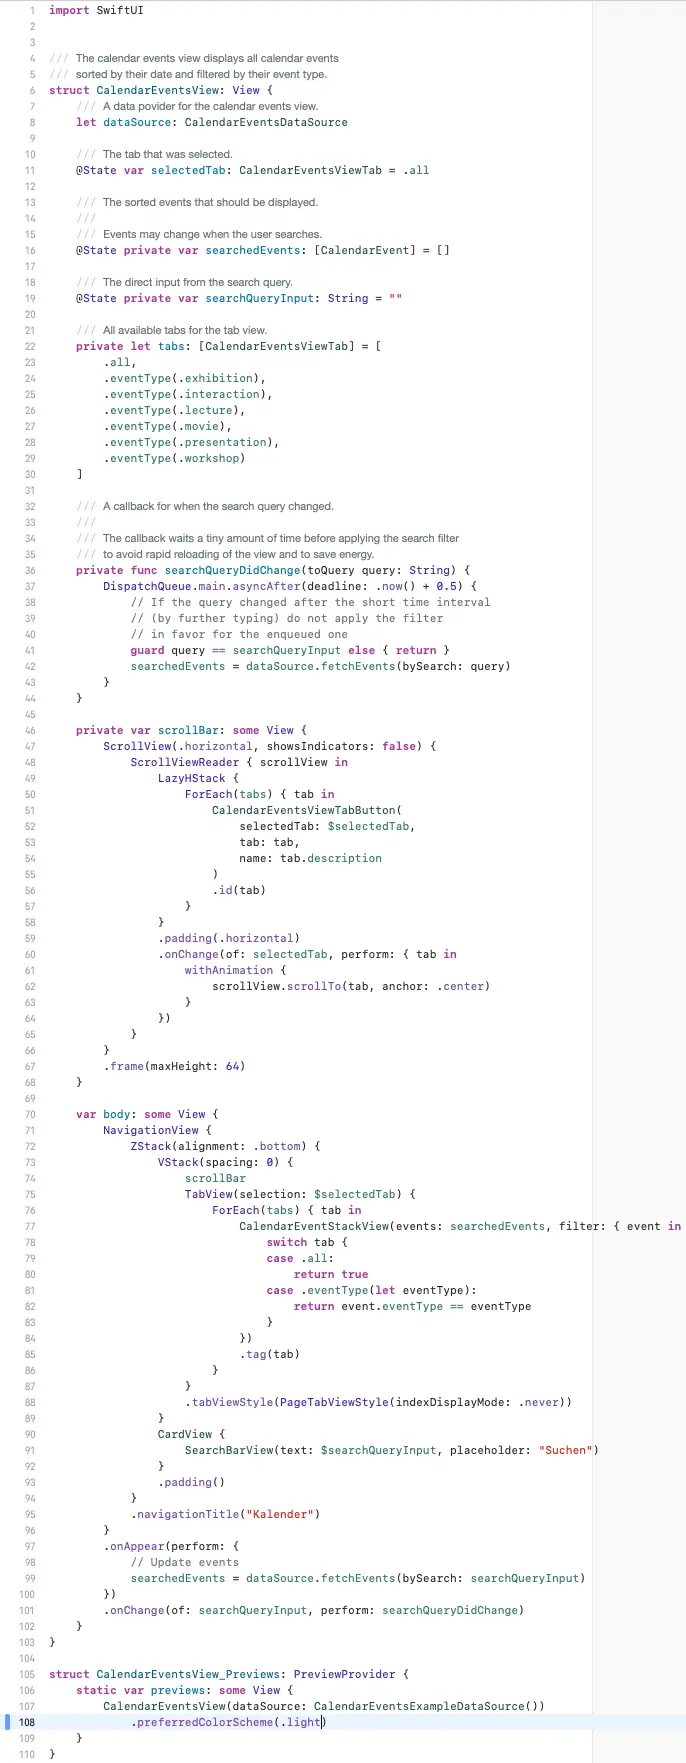 1 import SwiftUI
2
3
4 /// The calendar events view displays all calendar events
5 /// sorted by their date and filtered by their event type.
6 struct CalendarEventsView: View {
7     /// A data povider for the calendar events view.
8     let dataSource: CalendarEventsDataSource
9
10     /// The tab that was selected.
11     @State var selectedTab: CalendarEventsViewTab = .all
12
13     /// The sorted events that should be displayed.
14     ///
15     /// Events may change when the user searches.
16     @State private var searchedEvents: [CalendarEvent] = []
17
18     /// The direct input from the search query.
19     @State private var searchQueryInput: String = ""
20
21     /// All available tabs for the tab view.
22     private let tabs: [CalendarEventsViewTab] = [
23         .all,
24         .eventType(.exhibition),
25         .eventType(.interaction),
26         .eventType(.lecture),
27         .eventType(.movie),
28         .eventType(.presentation),
29         .eventType(.workshop)
30     ]
31
32     /// A callback for when the search query changed.
33     ///
34     /// The callback waits a tiny amount of time before applying the search filter
35     /// to avoid rapid reloading of the view and to save energy.
36     private func searchQueryDidChange(toQuery query: String) {
37         DispatchQueue.main.asyncAfter(deadline: .now() + 0.5) {
38             // If the query changed after the short time interval
39             // (by further typing) do not apply the filter
40             // in favor for the enqueued one
41             guard query == searchQueryInput else { return }
42             searchedEvents = dataSource.fetchEvents(bySearch: query)
43         }
44     }
45
46     private var scrollBar: some View {
47         ScrollView(.horizontal, showsIndicators: false) {
48             ScrollViewReader { scrollView in
49                 LazyHStack {
50                     ForEach(tabs) { tab in
51                         CalendarEventsViewTabButton(
52                             selectedTab: $selectedTab,
53                             tab: tab,
54                             name: tab.description
55                         )
56                         .id(tab)
57                     }
58                 }
59                 .padding(.horizontal)
60                 .onChange(of: selectedTab, perform: { tab in
61                     withAnimation {
62                         scrollView.scrollTo(tab, anchor: .center)
63                     }
64                 })
65             }
66         }
67         .frame(maxHeight: 64)
68     }
69
70     var body: some View {
71         NavigationView {
72             ZStack(alignment: .bottom) {
73                 VStack(spacing: 0) {
74                     scrollBar
75                     TabView(selection: $selectedTab) {
76                         ForEach(tabs) { tab in
77                             CalendarEventStackView(events: searchedEvents, filter: { event in
78                                 switch tab {
79                                 case .all:
80                                     return true
81                                 case .eventType(let eventType):
82                                     return event.eventType == eventType
83                                 }
84                             })
85                             .tag(tab)
86                         }
87                     }
88                     .tabViewStyle(PageTabViewStyle(indexDisplayMode: .never))
89                 }
90                 CardView {
91                     SearchBarView(text: $searchQueryInput, placeholder: "Suchen")
92                 }
93                 .padding()
94             }
95             .navigationTitle("Kalender")
96         }
97         .onAppear(perform: {
98             // Update events
99             searchedEvents = dataSource.fetchEvents(bySearch: searchQueryInput)
100         })
101         .onChange(of: searchQueryInput, perform: searchQueryDidChange)
102     }
103 }
104
105 struct CalendarEventsView_Previews: PreviewProvider {
106     static var previews: some View {
107         CalendarEventsView(dataSource: CalendarEventsExampleDataSource())
108             .preferredColorScheme(.light)
109     }
110 }